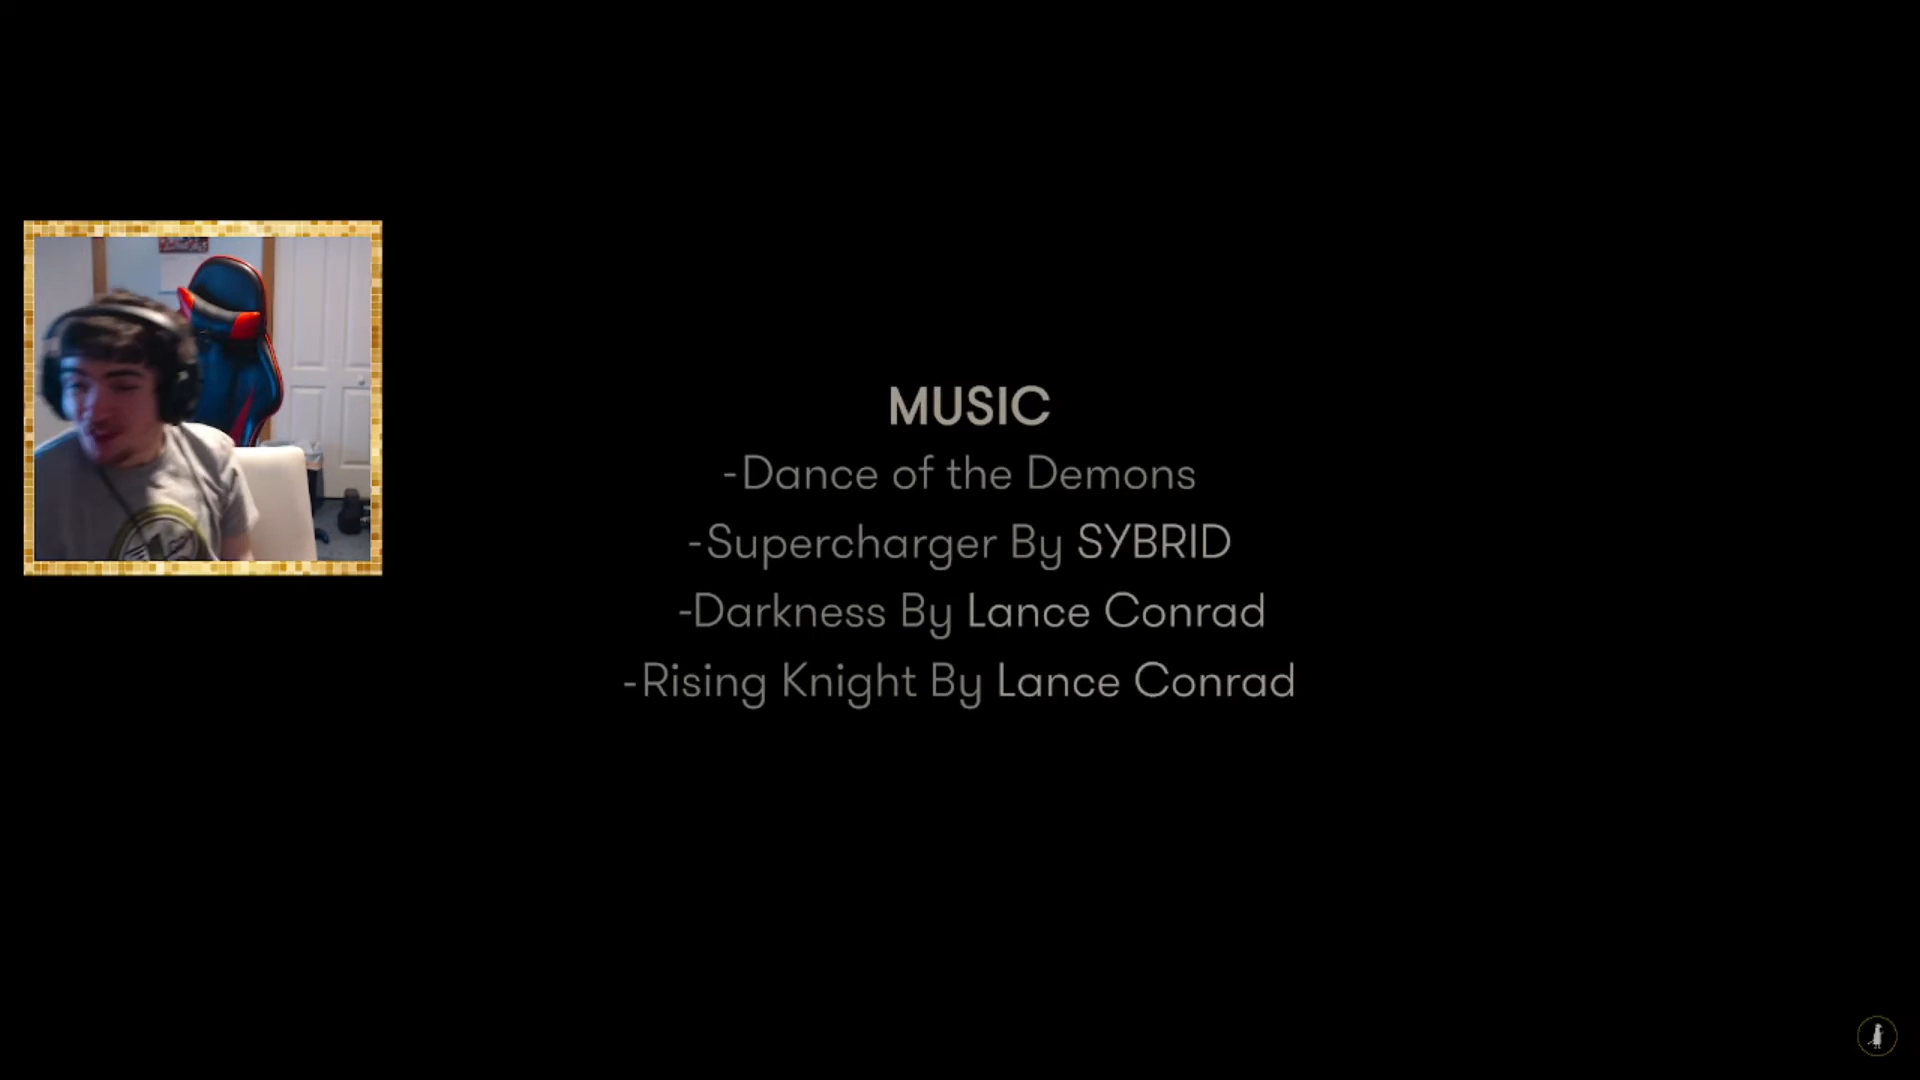 MUSIC
-Dance of the Demons
-Supercharger By SYBRID
-Darkness By Lance Conrad
-Rising Knight By Lance Conrad